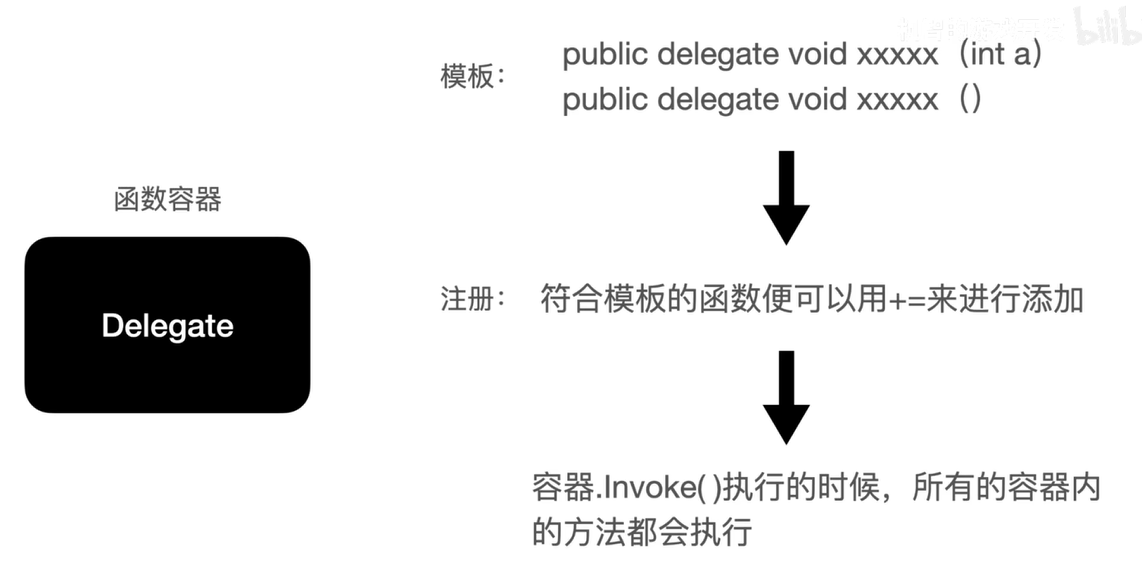 bilib
模板：
public delegate void xxxxx（int a）
public delegate void xxxxx（）
函数容器
Delegate
注册：
符合模板的函数便可以用+=来进行添加
容器.Invoke( )执行的时候，所有的容器内
的方法都会执行